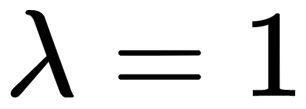 λ = 1